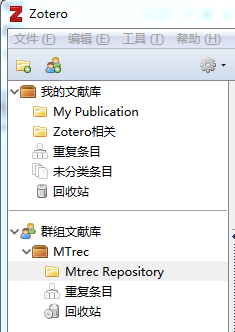 Zotero
文件 (F) 编辑 (E) 工具 (T) 帮助 (H)
我的文献库
My Publication
Zotero相关
重复条目
未分类条目
回收站
群组文献库
MTrec
Mtrec Repository
重复条目
回收站